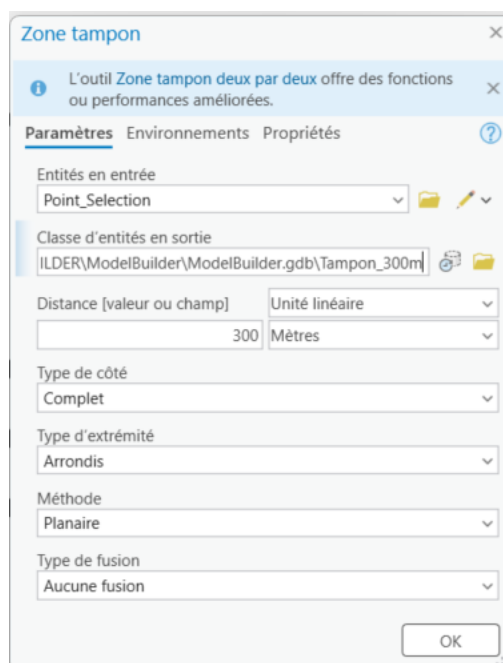 Zone tampon
L'outil Zone tampon deux par deux offre des fonctions
ou performances améliorées.
Paramètres Environnements Propriétés
Entités en entrée
Point_Selection
Classe d'entités en sortie
ILDER\ModelBuilder\ModelBuilder.gdb\Tampon_300m
Distance [valeur ou champ] Unité linéaire
300 Mètres
Type de côté
Complet
Type d'extrémité
Arrondis
Méthode
Planaire
Type de fusion
Aucune fusion
OK